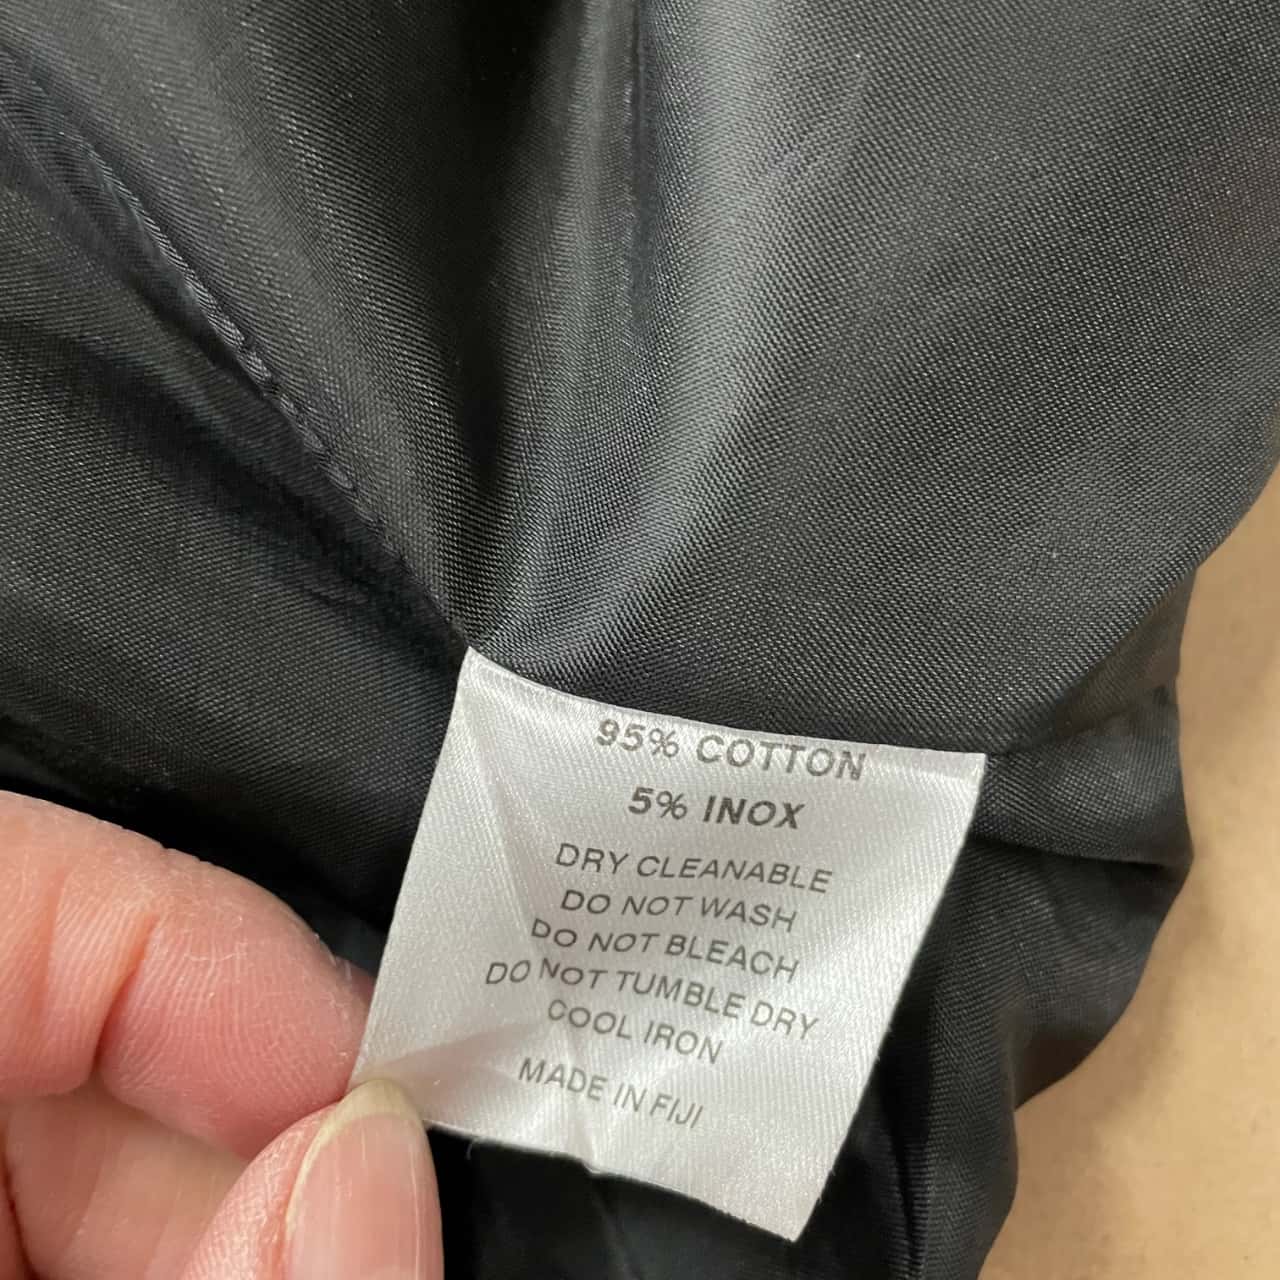 95% COTTON
5% INOX
DRY CLEANABLE
DO NOT WASH
DO NOT BLEACH
DO NOT TUMBLE DRY
COOL IRON
MADE IN FIJI